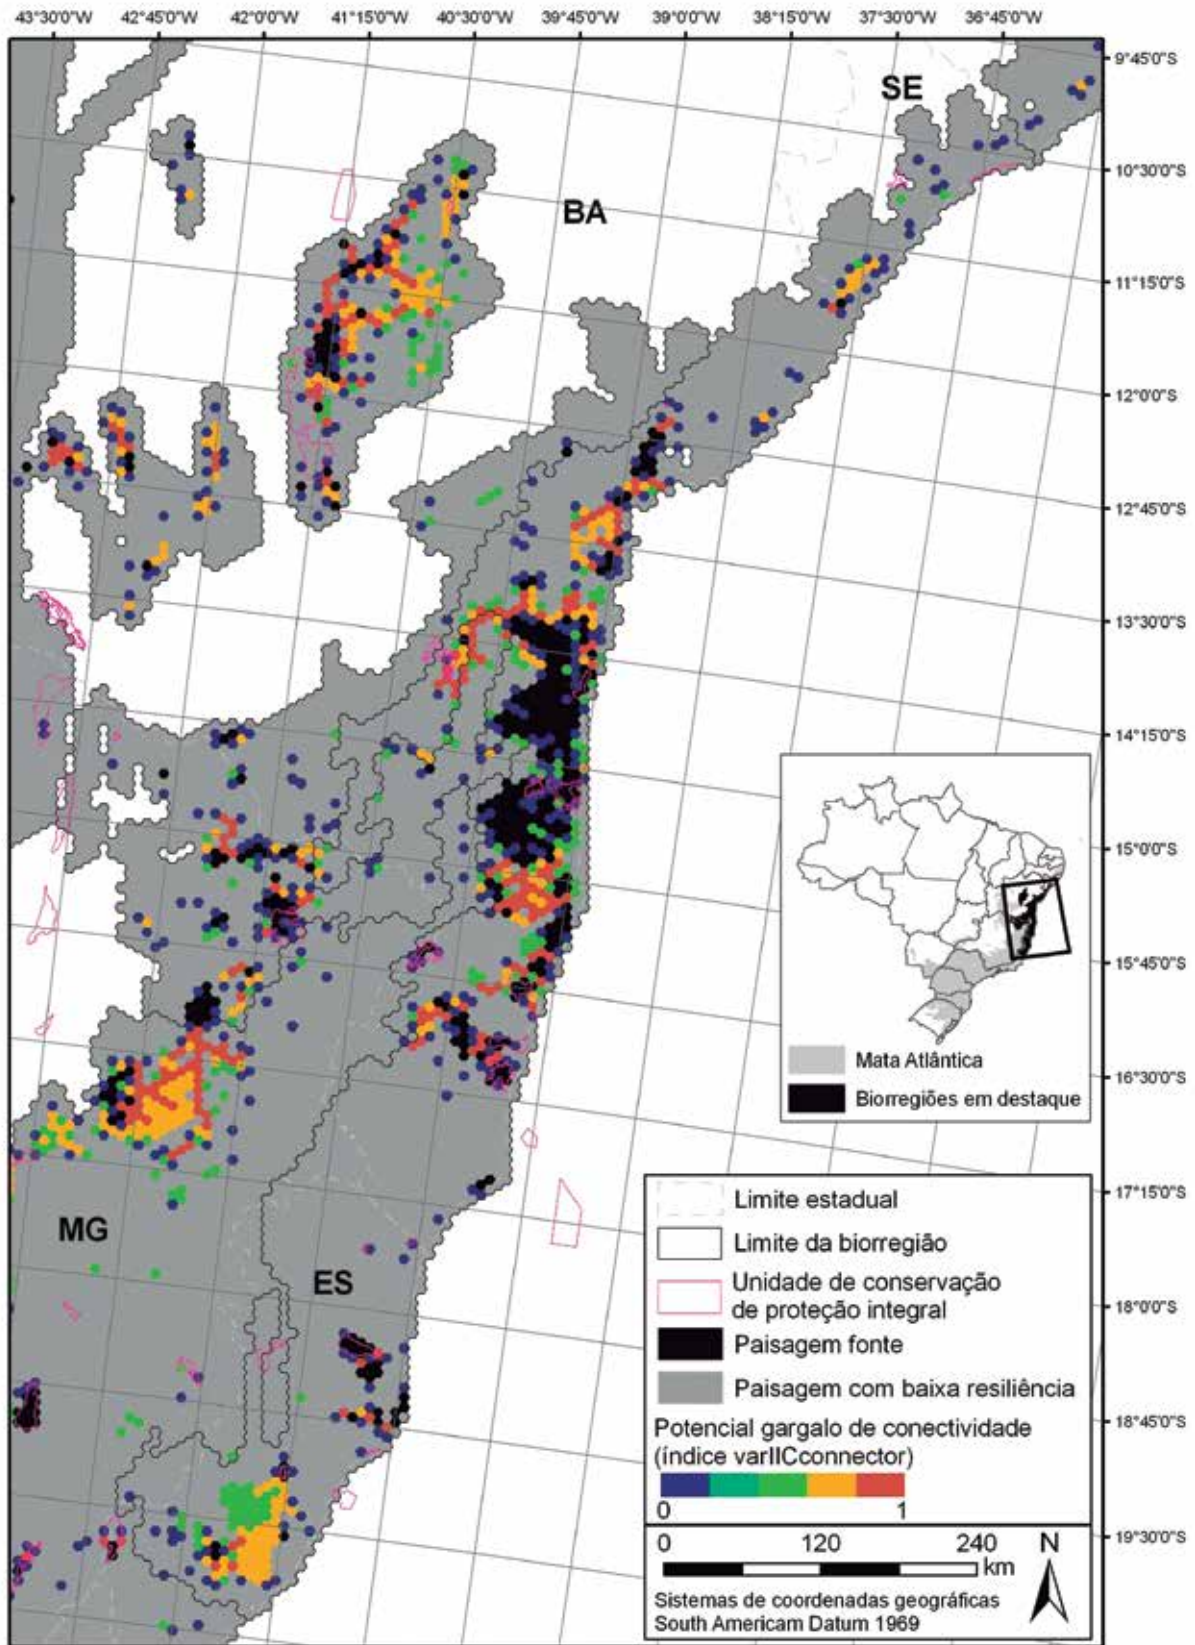 43°30'0"W 42°45'0"W 42°00'0"W 41°15'0"W 40°30'0"W 39°45'0"W 39°00'0"W 38°15'0"W 37°30'0"W 36°45'0"W
9°45'0"S
SE
10°30'0"S
BA
11°15'0"S
12°0'0"S
12°45'0"S
13°30'0"S
14°15'0"S
15°0'0"S
15°45'0"S
Mata Atlântica
16°30'0"S
Biorregiões em destaque
17°15'0"S
Limite estadual
MG
Limite da biorregião
ES
Unidade de conservação
de proteção integral
18°0'0"S
Paisagem fonte
Paisagem com baixa resiliência
18°45'0"S
Potencial gargalo de conectividade
(índice varIICconnector)
0 1
19°30'0"S
0 120 240
km
N
Sistemas de coordenadas geográficas
South Americam Datum 1969